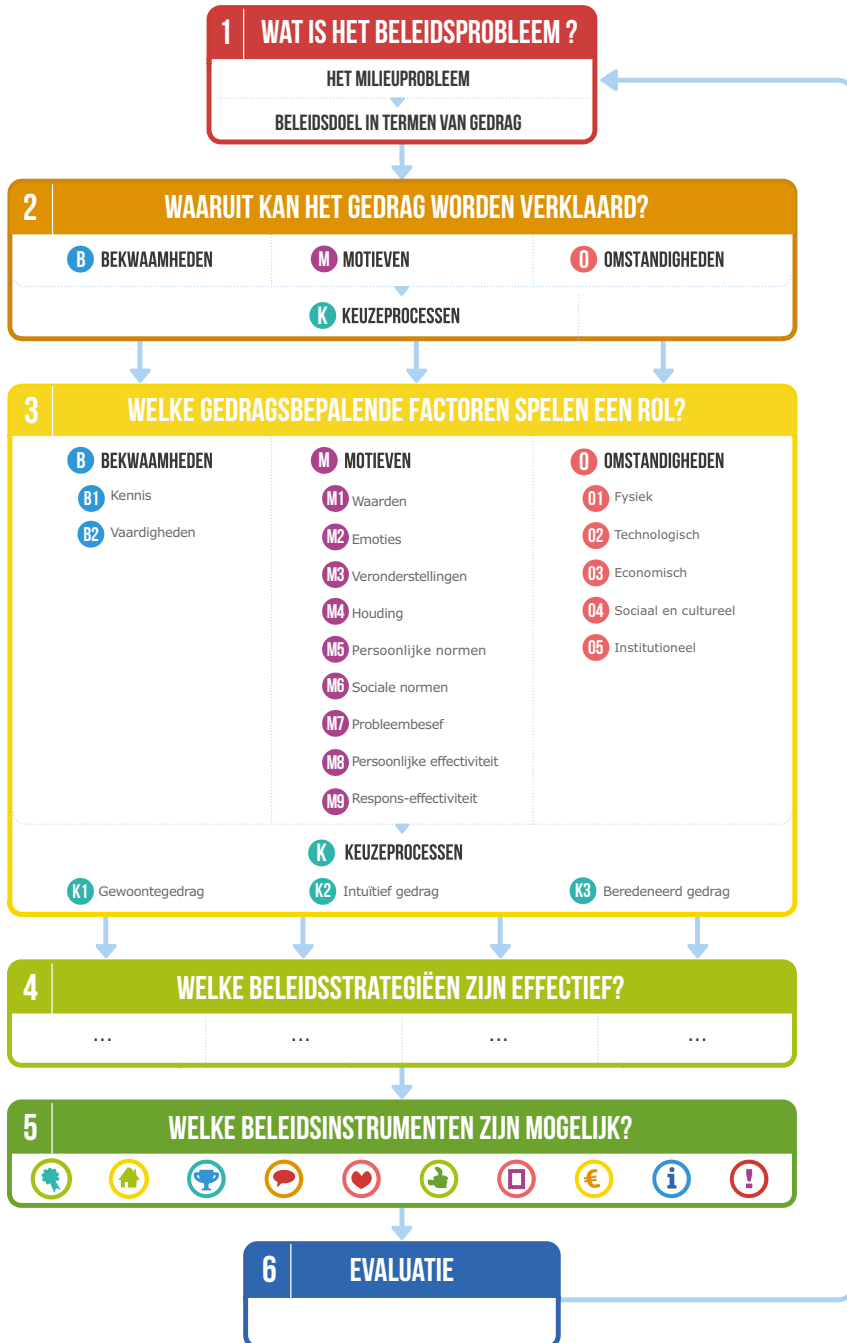 1 WAT IS HET BELEIDSPROBLEEM ?
HET MILIEUPROBLEEM
BELEIDSDOEL IN TERMEN VAN GEDRAG
2 WAARUIT KAN HET GEDRAG WORDEN VERKLAARD?
B BEKWAAMHEDEN
M MOTIEVEN
O OMSTANDIGHEDEN
K KEUZEPROCESSEN
3 WELKE GEDRAGSBEPALENDE FACTOREN SPELEN EEN ROL?
B BEKWAAMHEDEN
B1 Kennis
B2 Vaardigheden
M MOTIEVEN
M1 Waarden
M2 Emoties
M3 Veronderstellingen
M4 Houding
M5 Persoonlijke normen
M6 Sociale normen
M7 Probleembesef
M8 Persoonlijke effectiviteit
M9 Respons-effectiviteit
O OMSTANDIGHEDEN
O1 Fysiek
O2 Technologisch
O3 Economisch
O4 Sociaal en cultureel
O5 Institutioneel
K KEUZEPROCESSEN
K1 Gewoontegedrag
K2 Intuïtief gedrag
K3 Beredeneerd gedrag
4 WELKE BELEIDSSTRATEGIËEN ZIJN EFFECTIEF?
... ... ... ...
5 WELKE BELEIDSINSTRUMENTEN ZIJN MOGELIJK?
€ i !
6 EVALUATIE